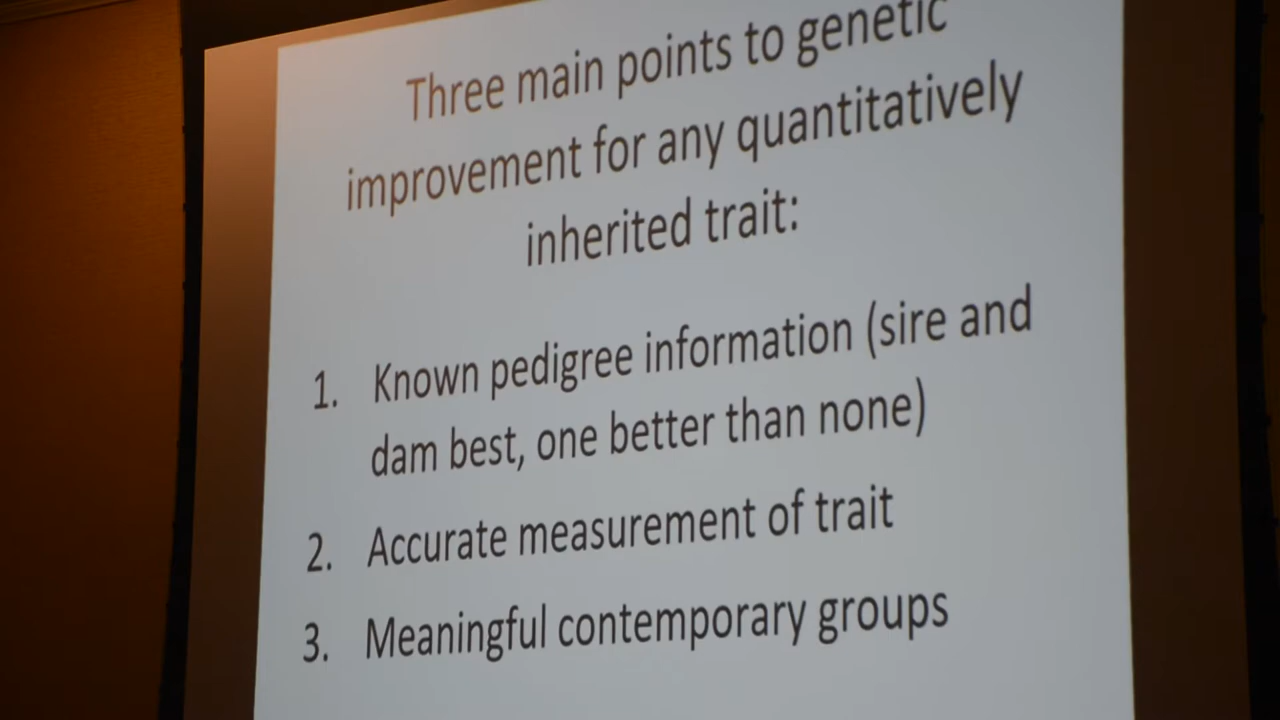 Three main points to genetic
improvement for any quantitatively
inherited trait:
1. Known pedigree information (sire and
dam best, one better than none)
2. Accurate measurement of trait
3. Meaningful contemporary groups